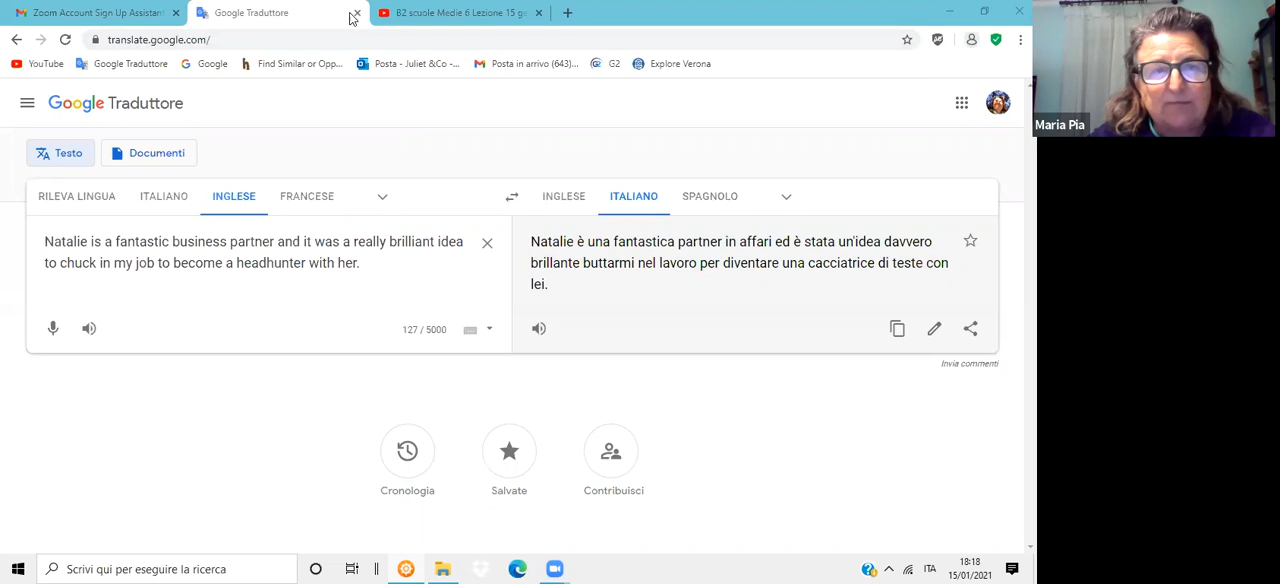 Zoom Account Sign Up Assistan
Google Traduttore
B2 scuole Medie 6 Lezione 15 ge
translate.google.com/
YouTube
Google Traduttore
Google
Find Similar or Opp...
Posta - Juliet &Co -...
Posta in arrivo (643)...
G2
Explore Verona
Google Traduttore
Maria Pia
Testo
Documenti
RILEVA LINGUA
ITALIANO
INGLESE
FRANCESE
INGLESE
ITALIANO
SPAGNOLO
Natalie is a fantastic business partner and it was a really brilliant idea
to chuck in my job to become a headhunter with her.
127 / 5000
Natalie è una fantastica partner in affari ed è stata un'idea davvero
brillante buttarmi nel lavoro per diventare una cacciatrice di teste con
lei.
Invia commenti
Cronologia
Salvate
Contribuisci
Scrivi qui per eseguire la ricerca
ITA
18:18
15/01/2021